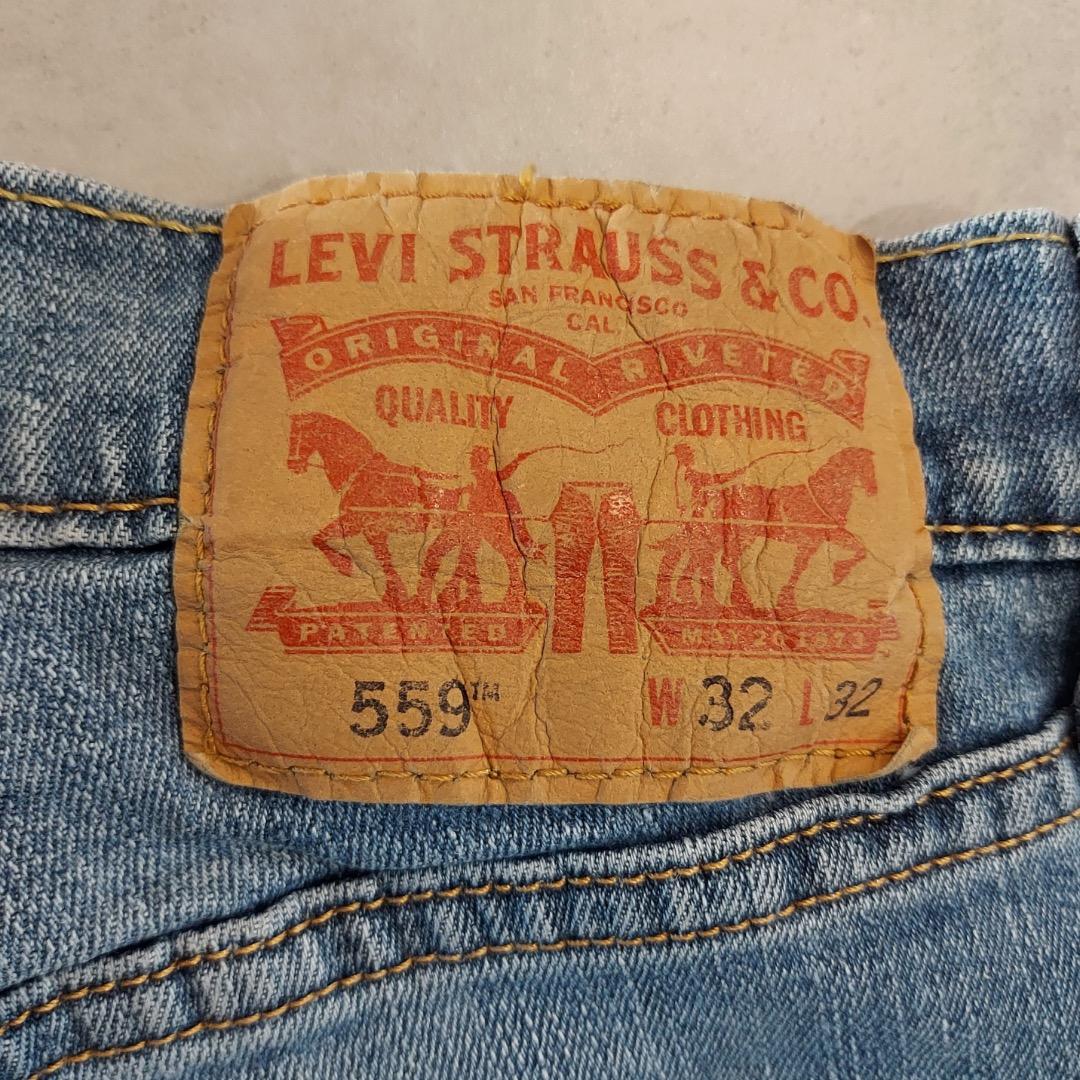 LEVI STRAUSS & CO.
SAN FRANCISCO
CAL.
ORIGINAL RIVETED
QUALITY CLOTHING
PATENTED MAY 20 1873
559™ W 32 L 32